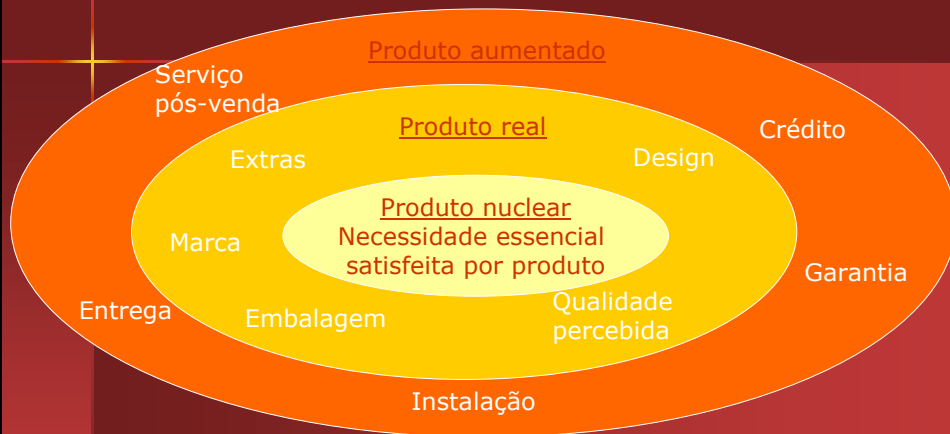 Produto aumentado
Serviço
pós-venda
Produto real
Crédito
Extras
Design
Produto nuclear
Necessidade essencial
satisfeita por produto
Marca
Garantia
Entrega
Embalagem
Qualidade
percebida
Instalação